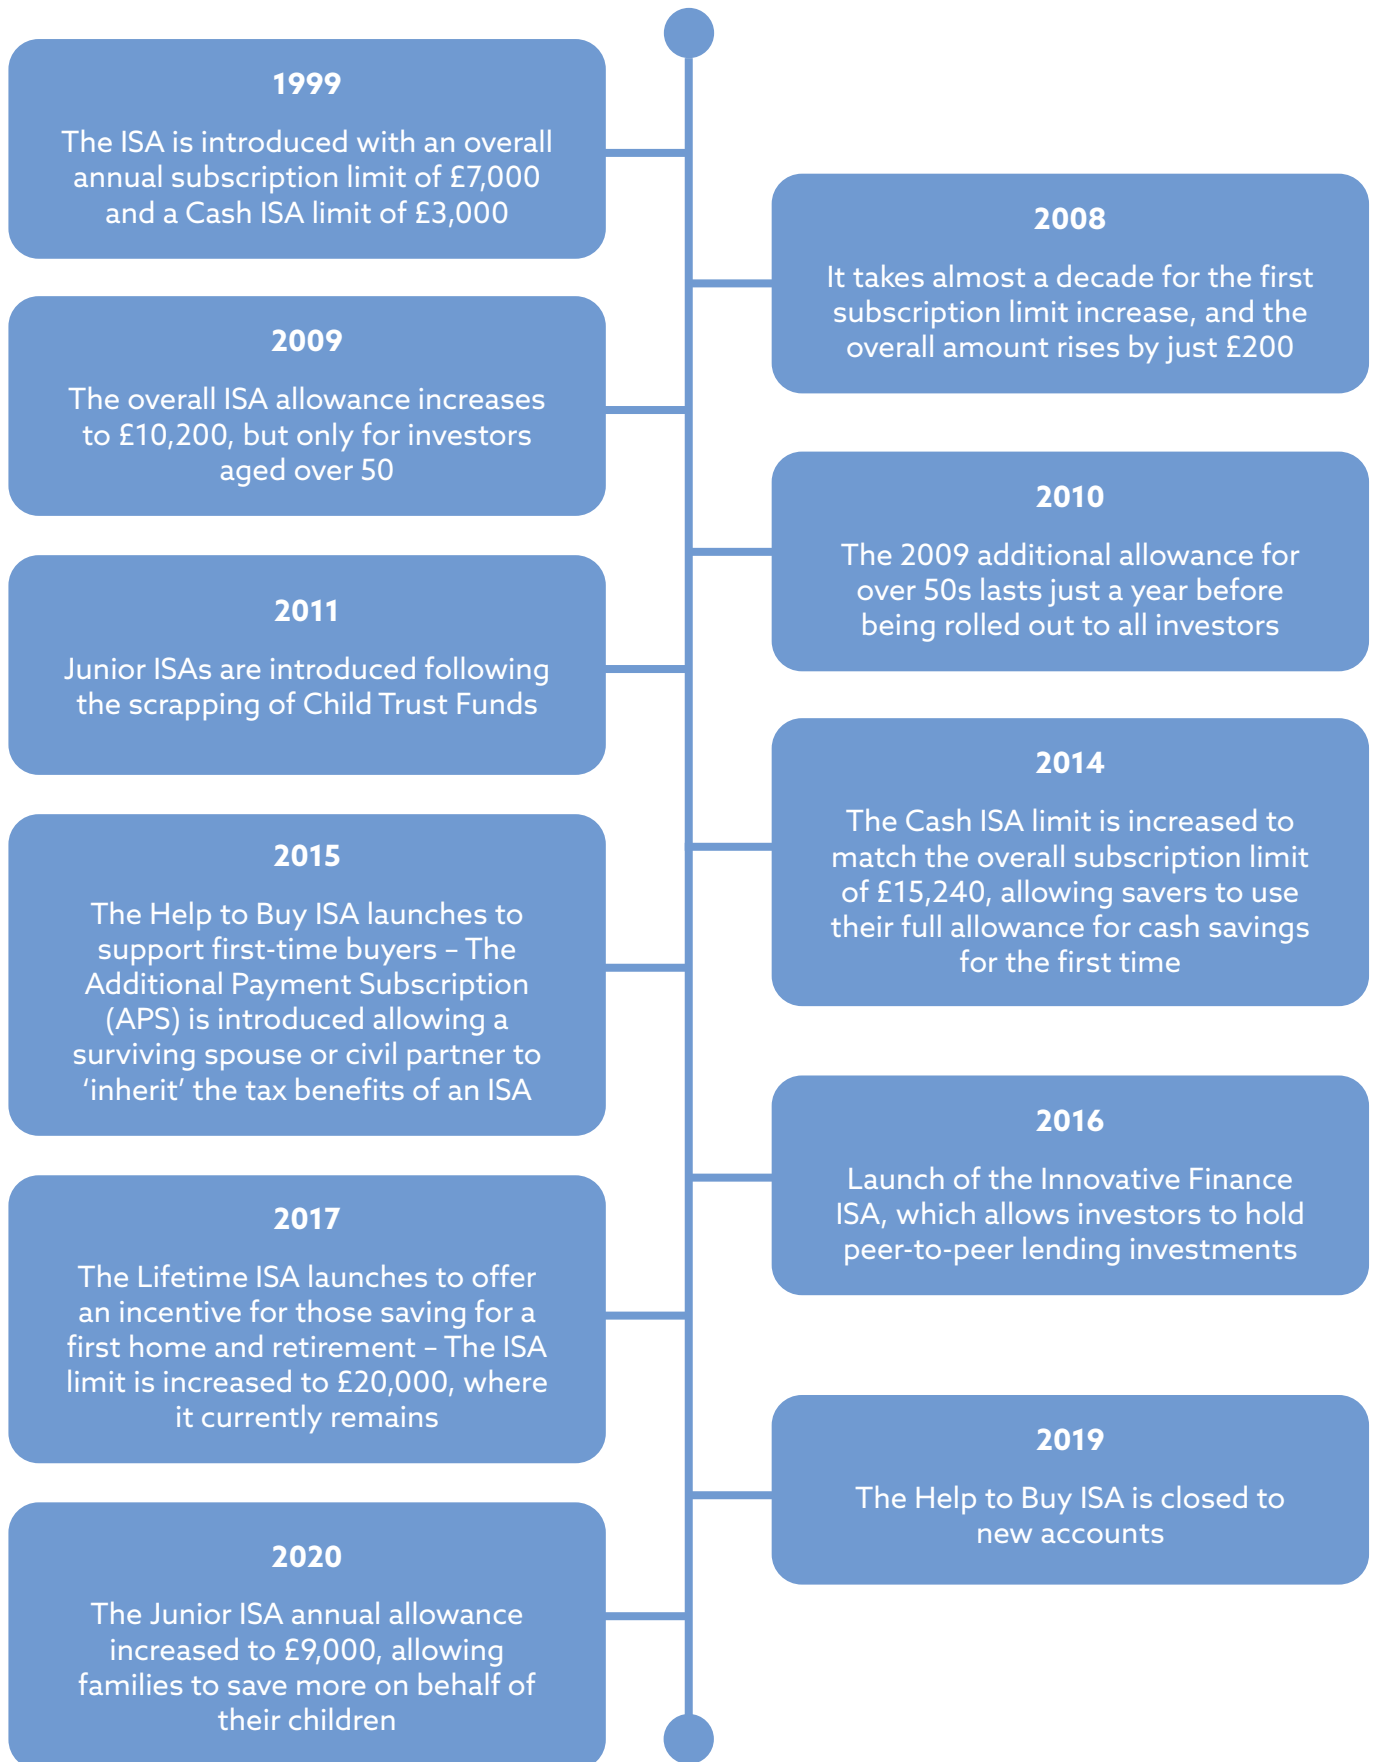 1999
The ISA is introduced with an overall
annual subscription limit of £7,000
and a Cash ISA limit of £3,000
2008
It takes almost a decade for the first
subscription limit increase, and the
overall amount rises by just £200
2009
The overall ISA allowance increases
to £10,200, but only for investors
aged over 50
2010
The 2009 additional allowance for
over 50s lasts just a year before
being rolled out to all investors
2011
Junior ISAs are introduced following
the scrapping of Child Trust Funds
2014
The Cash ISA limit is increased to
match the overall subscription limit
of £15,240, allowing savers to use
their full allowance for cash savings
for the first time
2015
The Help to Buy ISA launches to
support first-time buyers – The
Additional Payment Subscription
(APS) is introduced allowing a
surviving spouse or civil partner to
‘inherit’ the tax benefits of an ISA
2016
Launch of the Innovative Finance
ISA, which allows investors to hold
peer-to-peer lending investments
2017
The Lifetime ISA launches to offer
an incentive for those saving for a
first home and retirement – The ISA
limit is increased to £20,000, where
it currently remains
2019
The Help to Buy ISA is closed to
new accounts
2020
The Junior ISA annual allowance
increased to £9,000, allowing
families to save more on behalf of
their children